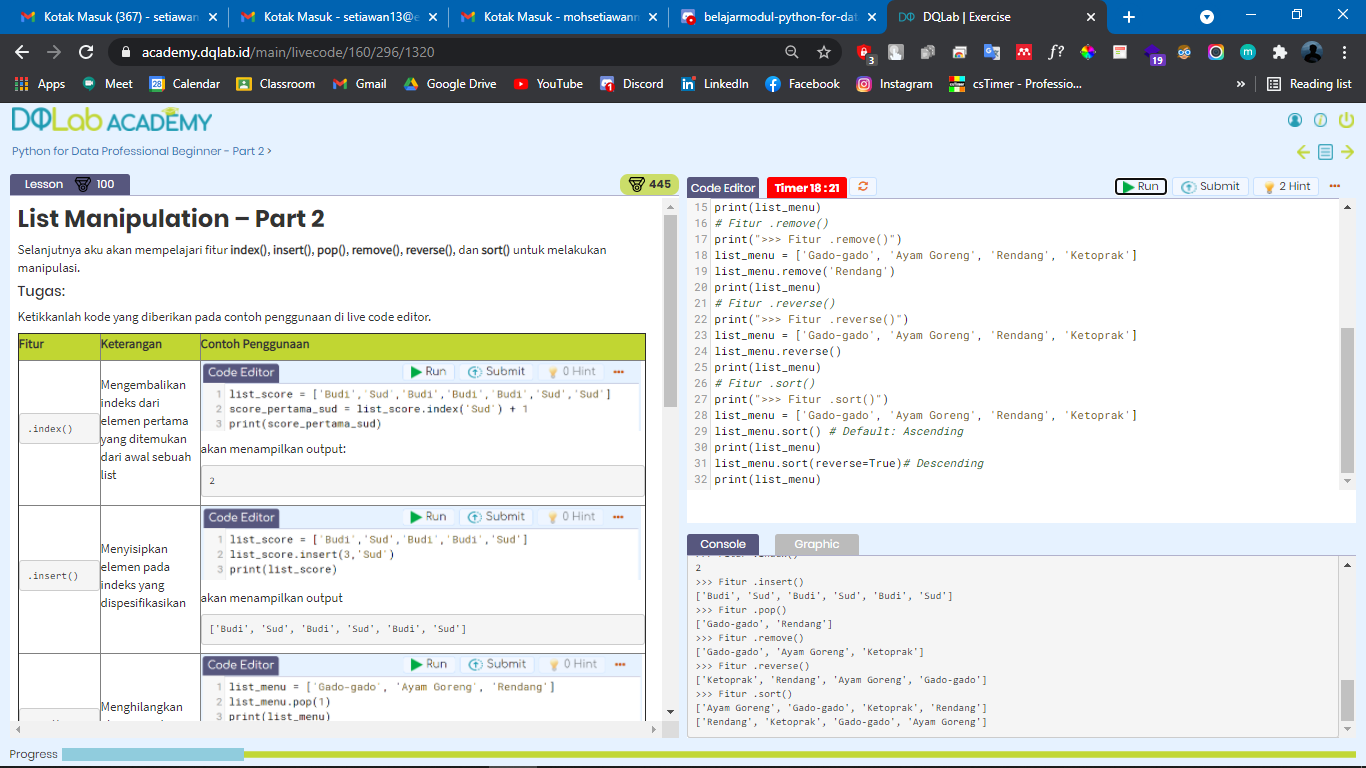 Kotak Masuk (367) - setiawan
Kotak Masuk - setiawan13@e
Kotak Masuk - mohsetiawann
belajarmodul-python-for-dat
DQLab | Exercise
academy.dqlab.id/main/livecode/160/296/1320
3
f?
19
Apps
Meet
28
Calendar
Classroom
Gmail
Google Drive
YouTube
Discord
LinkedIn
Facebook
Instagram
csTimer - Professio...
»
Reading list
DQLab ACADEMY
Python for Data Professional Beginner - Part 2 >
Lesson 100
445
List Manipulation – Part 2
Selanjutnya aku akan mempelajari fitur index(), insert(), pop(), remove(), reverse(), dan sort() untuk melakukan
manipulasi.
Tugas:
Ketikkanlah kode yang diberikan pada contoh penggunaan di live code editor.
Fitur Keterangan Contoh Penggunaan
.index()
Mengembalikan
indeks dari
elemen pertama
yang ditemukan
dari awal sebuah
list
Code Editor Run Submit 0 Hint
1 list_score = ['Budi','Sud','Budi','Budi','Budi','Sud','Sud']
2 score_pertama_sud = list_score.index('Sud') + 1
3 print(score_pertama_sud)
akan menampilkan output:
2
.insert()
Menyisipkan
elemen pada
indeks yang
dispesifikasikan
Code Editor Run Submit 0 Hint
1 list_score = ['Budi','Sud','Budi','Budi','Sud']
2 list_score.insert(3,'Sud')
3 print(list_score)
akan menampilkan output
['Budi', 'Sud', 'Budi', 'Sud', 'Budi', 'Sud']
Menghilangkan
Code Editor Run Submit 0 Hint
1 list_menu = ['Gado-gado', 'Ayam Goreng', 'Rendang']
2 list_menu.pop(1)
3 print(list_menu)
Code Editor Timer 18 : 21 Run Submit 2 Hint
15 print(list_menu)
16 # Fitur .remove()
17 print(">>> Fitur .remove()")
18 list_menu = ['Gado-gado', 'Ayam Goreng', 'Rendang', 'Ketoprak']
19 list_menu.remove('Rendang')
20 print(list_menu)
21 # Fitur .reverse()
22 print(">>> Fitur .reverse()")
23 list_menu = ['Gado-gado', 'Ayam Goreng', 'Rendang', 'Ketoprak']
24 list_menu.reverse()
25 print(list_menu)
26 # Fitur .sort()
27 print(">>> Fitur .sort()")
28 list_menu = ['Gado-gado', 'Ayam Goreng', 'Rendang', 'Ketoprak']
29 list_menu.sort() # Default: Ascending
30 print(list_menu)
31 list_menu.sort(reverse=True)# Descending
32 print(list_menu)
Console Graphic
2
>>> Fitur .insert()
['Budi', 'Sud', 'Budi', 'Sud', 'Budi', 'Sud']
>>> Fitur .pop()
['Gado-gado', 'Rendang']
>>> Fitur .remove()
['Gado-gado', 'Ayam Goreng', 'Ketoprak']
>>> Fitur .reverse()
['Ketoprak', 'Rendang', 'Ayam Goreng', 'Gado-gado']
>>> Fitur .sort()
['Ayam Goreng', 'Gado-gado', 'Ketoprak', 'Rendang']
['Rendang', 'Ketoprak', 'Gado-gado', 'Ayam Goreng']
Progress